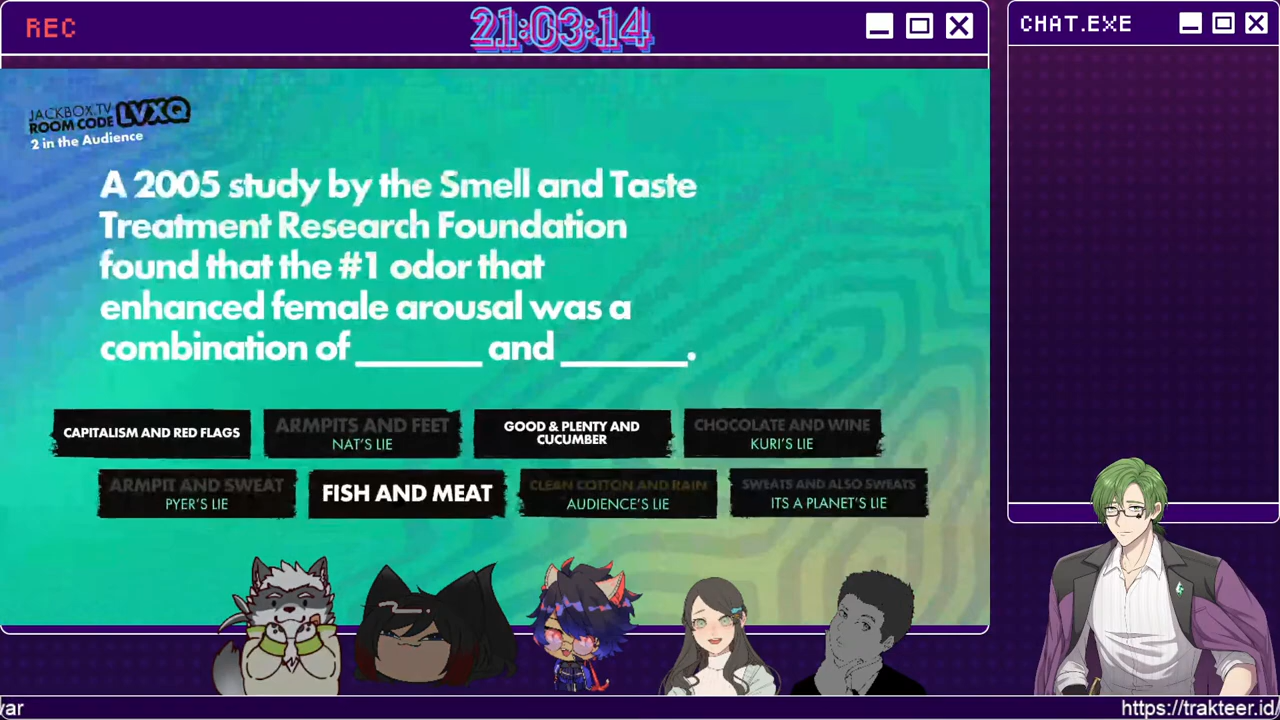 REC
21:03:14
CHAT.EXE
JACKBOX.TV
ROOM CODE LVXQ
2 in the Audience
A 2005 study by the Smell and Taste
Treatment Research Foundation
found that the #1 odor that
enhanced female arousal was a
combination of ______ and ______.
CAPITALISM AND RED FLAGS
ARMPITS AND FEET
NAT'S LIE
GOOD & PLENTY AND
CUCUMBER
CHOCOLATE AND WINE
KURI'S LIE
ARMPIT AND SWEAT
PYER'S LIE
FISH AND MEAT
CLEAN COTTON AND RAIN
AUDIENCE'S LIE
SWEATS AND ALSO SWEATS
ITS A PLANET'S LIE
var
https://trakteer.id/